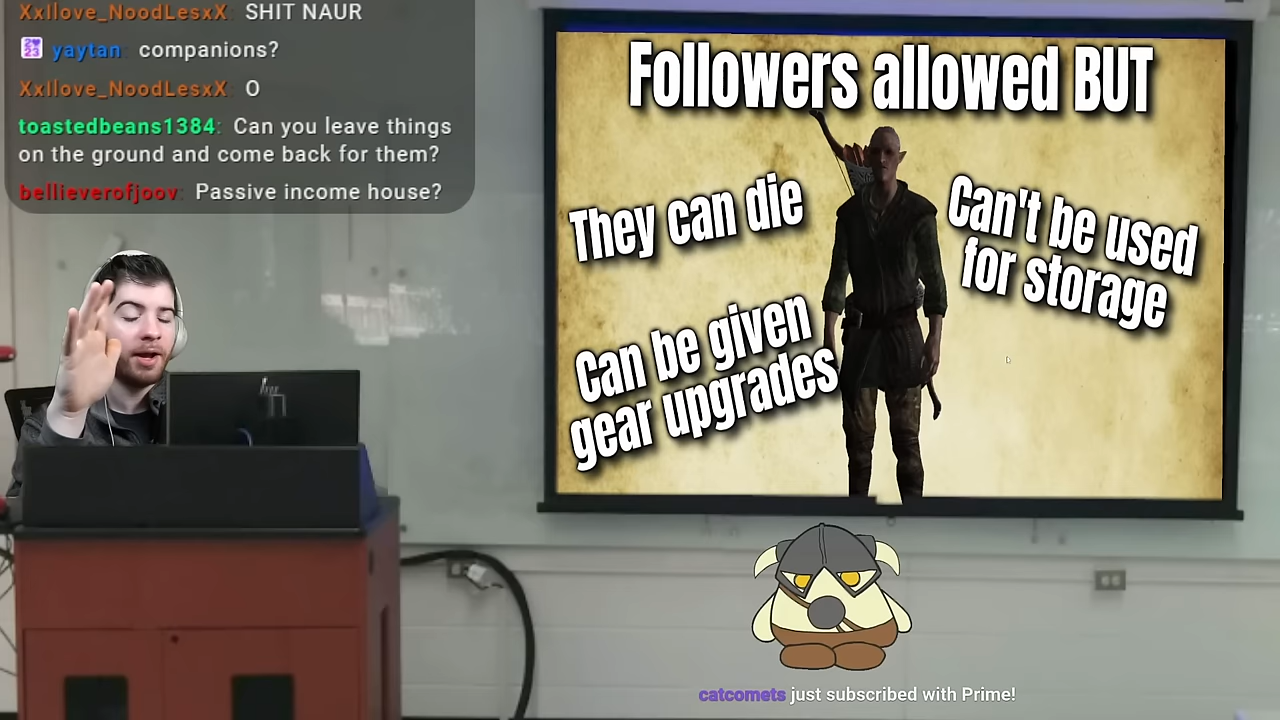 XxIlove_NoodLesxX: SHIT NAUR
yaytan: companions?
XxIlove_NoodLesxX: O
toastedbeans1384: Can you leave things
on the ground and come back for them?
bellieverofjoov: Passive income house?
Followers allowed BUT
They can die
Can't be used
for storage
Can be given
gear upgrades
catcomets just subscribed with Prime!